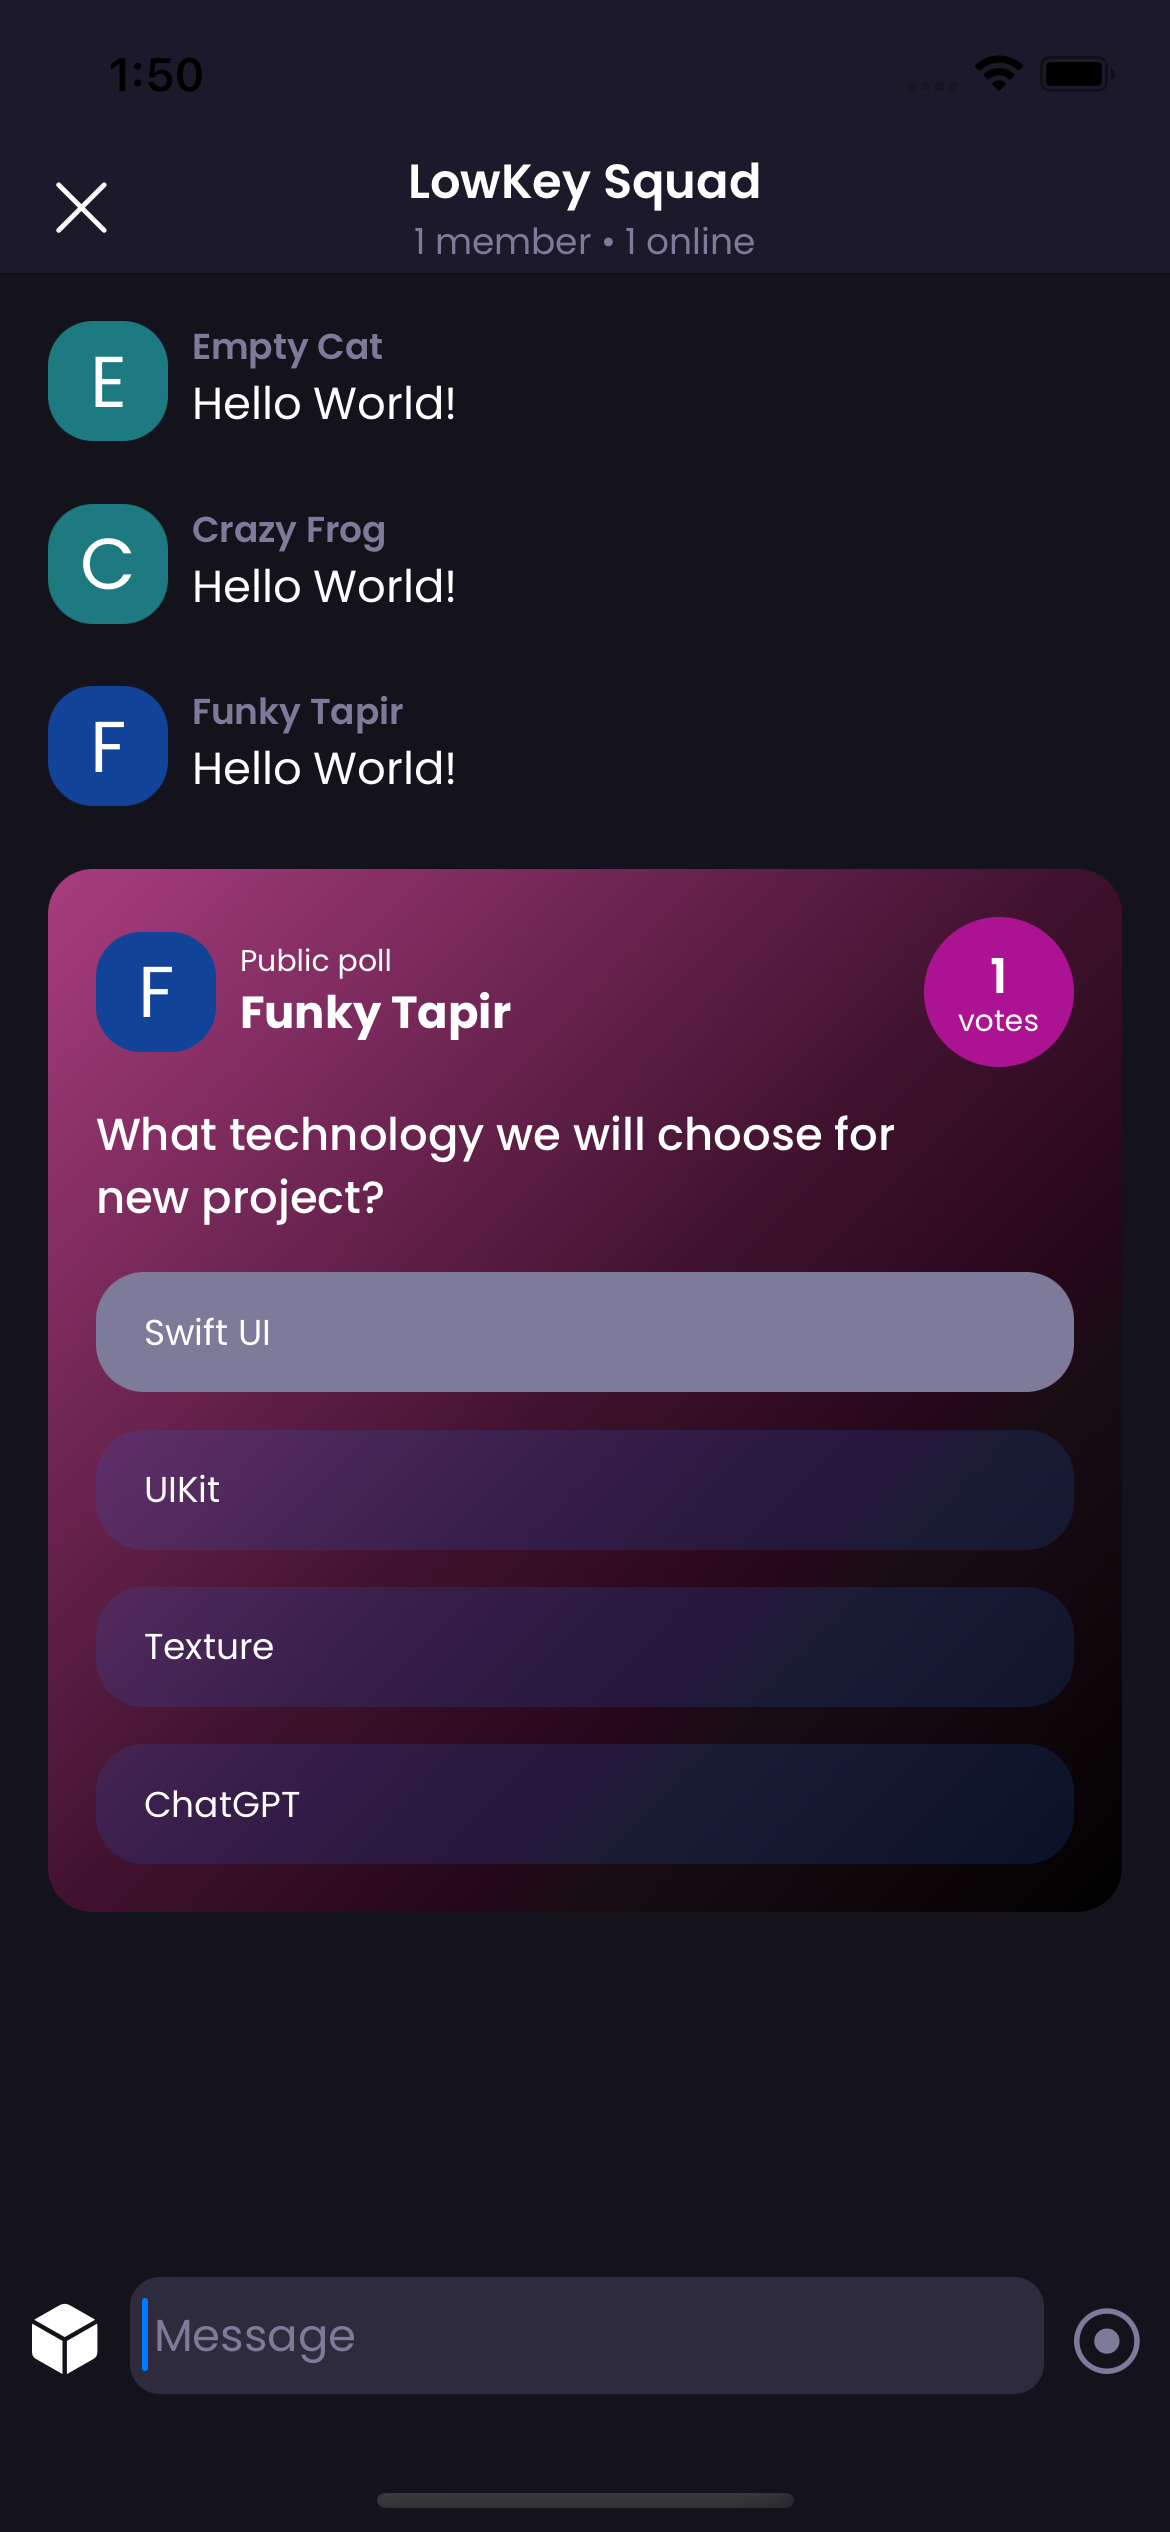 1:50
LowKey Squad
1 member • 1 online
E
Empty Cat
Hello World!
C
Crazy Frog
Hello World!
F
Funky Tapir
Hello World!
F
Public poll
Funky Tapir
1
votes
What technology we will choose for
new project?
Swift UI
UIKit
Texture
ChatGPT
Message